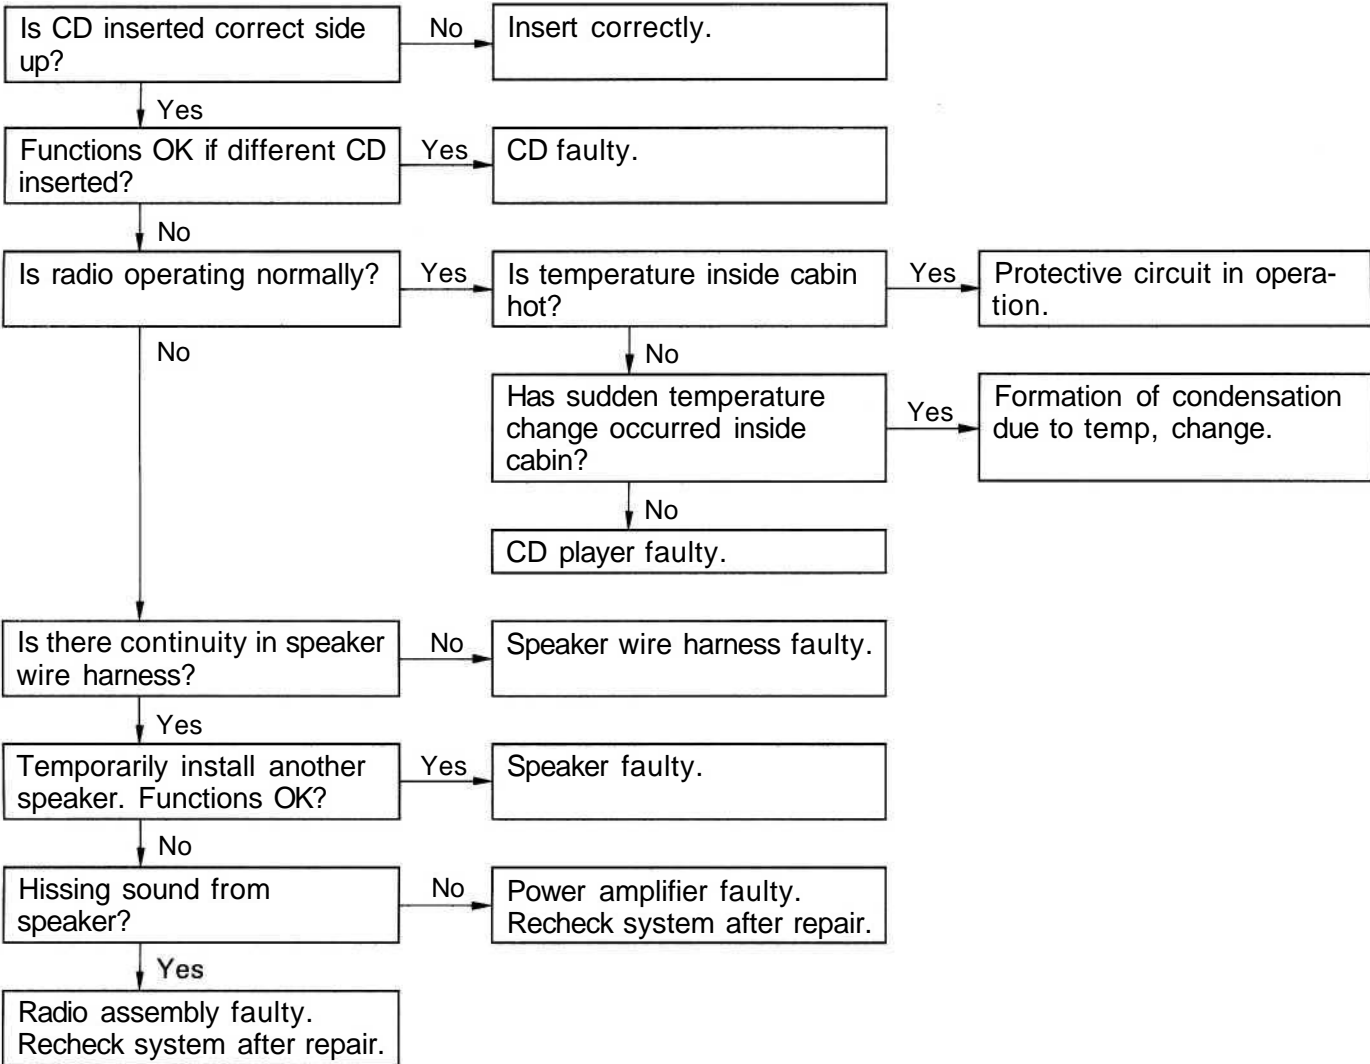 Is CD inserted correct side
up?
No
Insert correctly.
Yes
Functions OK if different CD
inserted?
Yes
CD faulty.
No
Is radio operating normally?
Yes
Is temperature inside cabin
hot?
Yes
Protective circuit in opera-
tion.
No
No
Has sudden temperature
change occurred inside
cabin?
Yes
Formation of condensation
due to temp, change.
No
CD player faulty.
Is there continuity in speaker
wire harness?
No
Speaker wire harness faulty.
Yes
Temporarily install another
speaker. Functions OK?
Yes
Speaker faulty.
No
Hissing sound from
speaker?
No
Power amplifier faulty.
Recheck system after repair.
Yes
Radio assembly faulty.
Recheck system after repair.